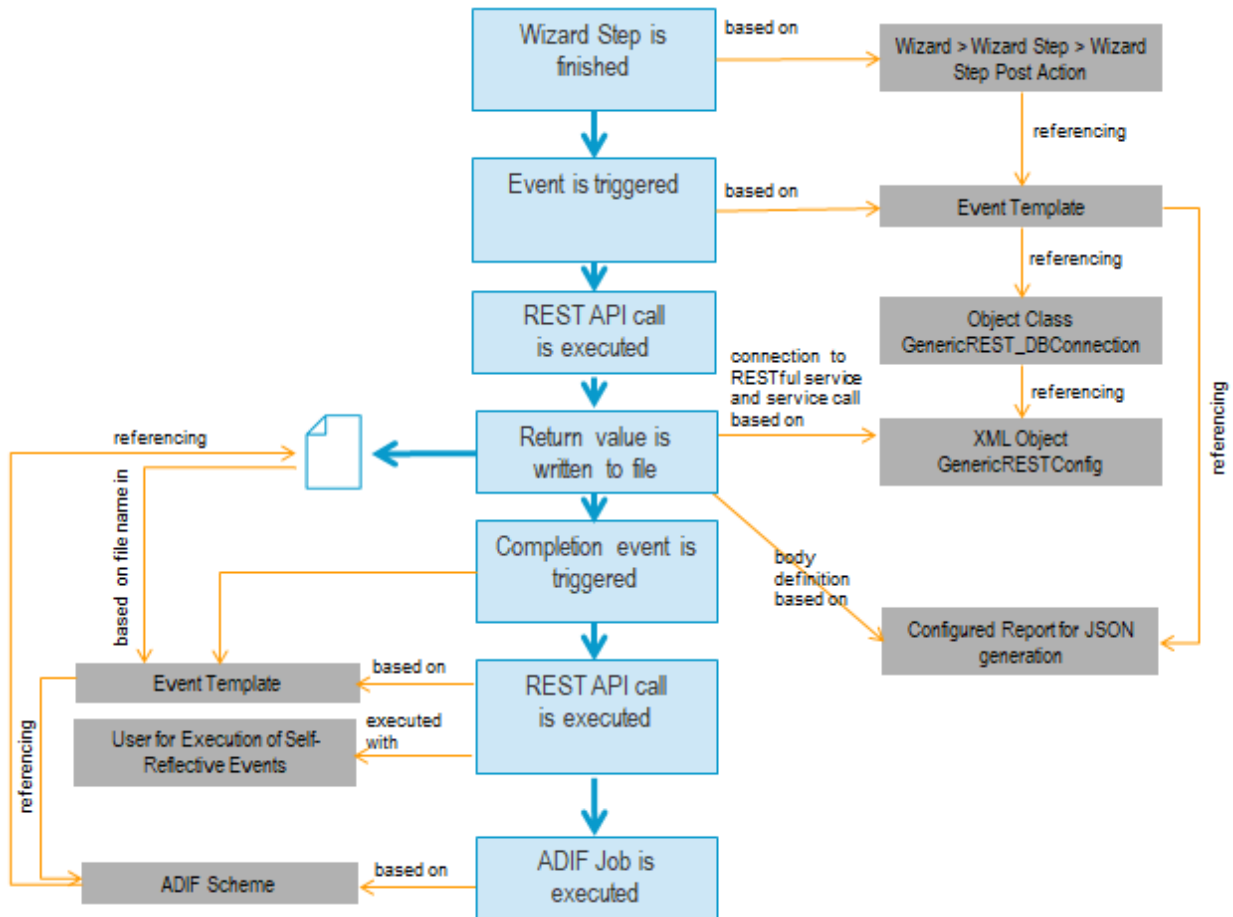 Wizard Step is
finished
based on
Wizard > Wizard Step > Wizard
Step Post Action
referencing
Event is triggered
based on
Event Template
referencing
REST API call
is executed
Object Class
GenericREST_DBConnection
connection to
RESTful service
and service call
based on
referencing
referencing
referencing
Return value is
written to file
XML Object
GenericRESTConfig
based on file name in
Completion event is
triggered
body
definition
based on
Configured Report for JSON
generation
Event Template
based on
REST API call
is executed
User for Execution of Self-
Reflective Events
executed
with
referencing
ADIF Scheme
based on
ADIF Job is
executed